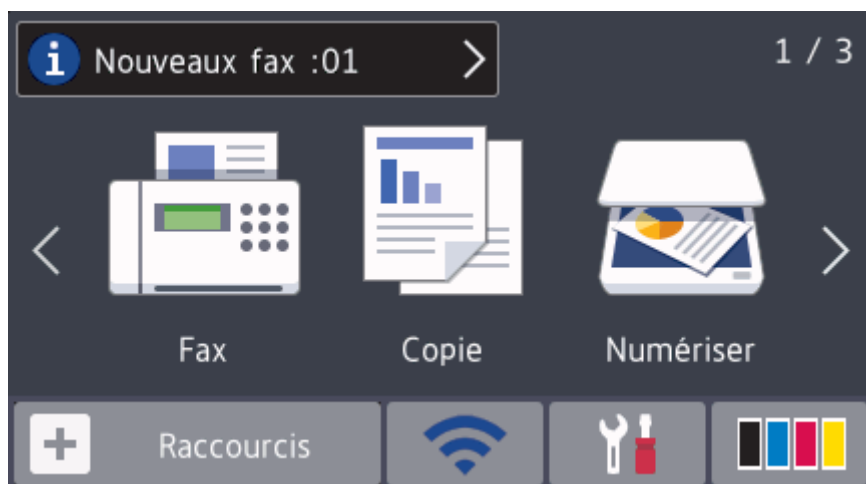 i Nouveaux fax :01 >
1 / 3
Fax
Copie
Numériser
+ Raccourcis